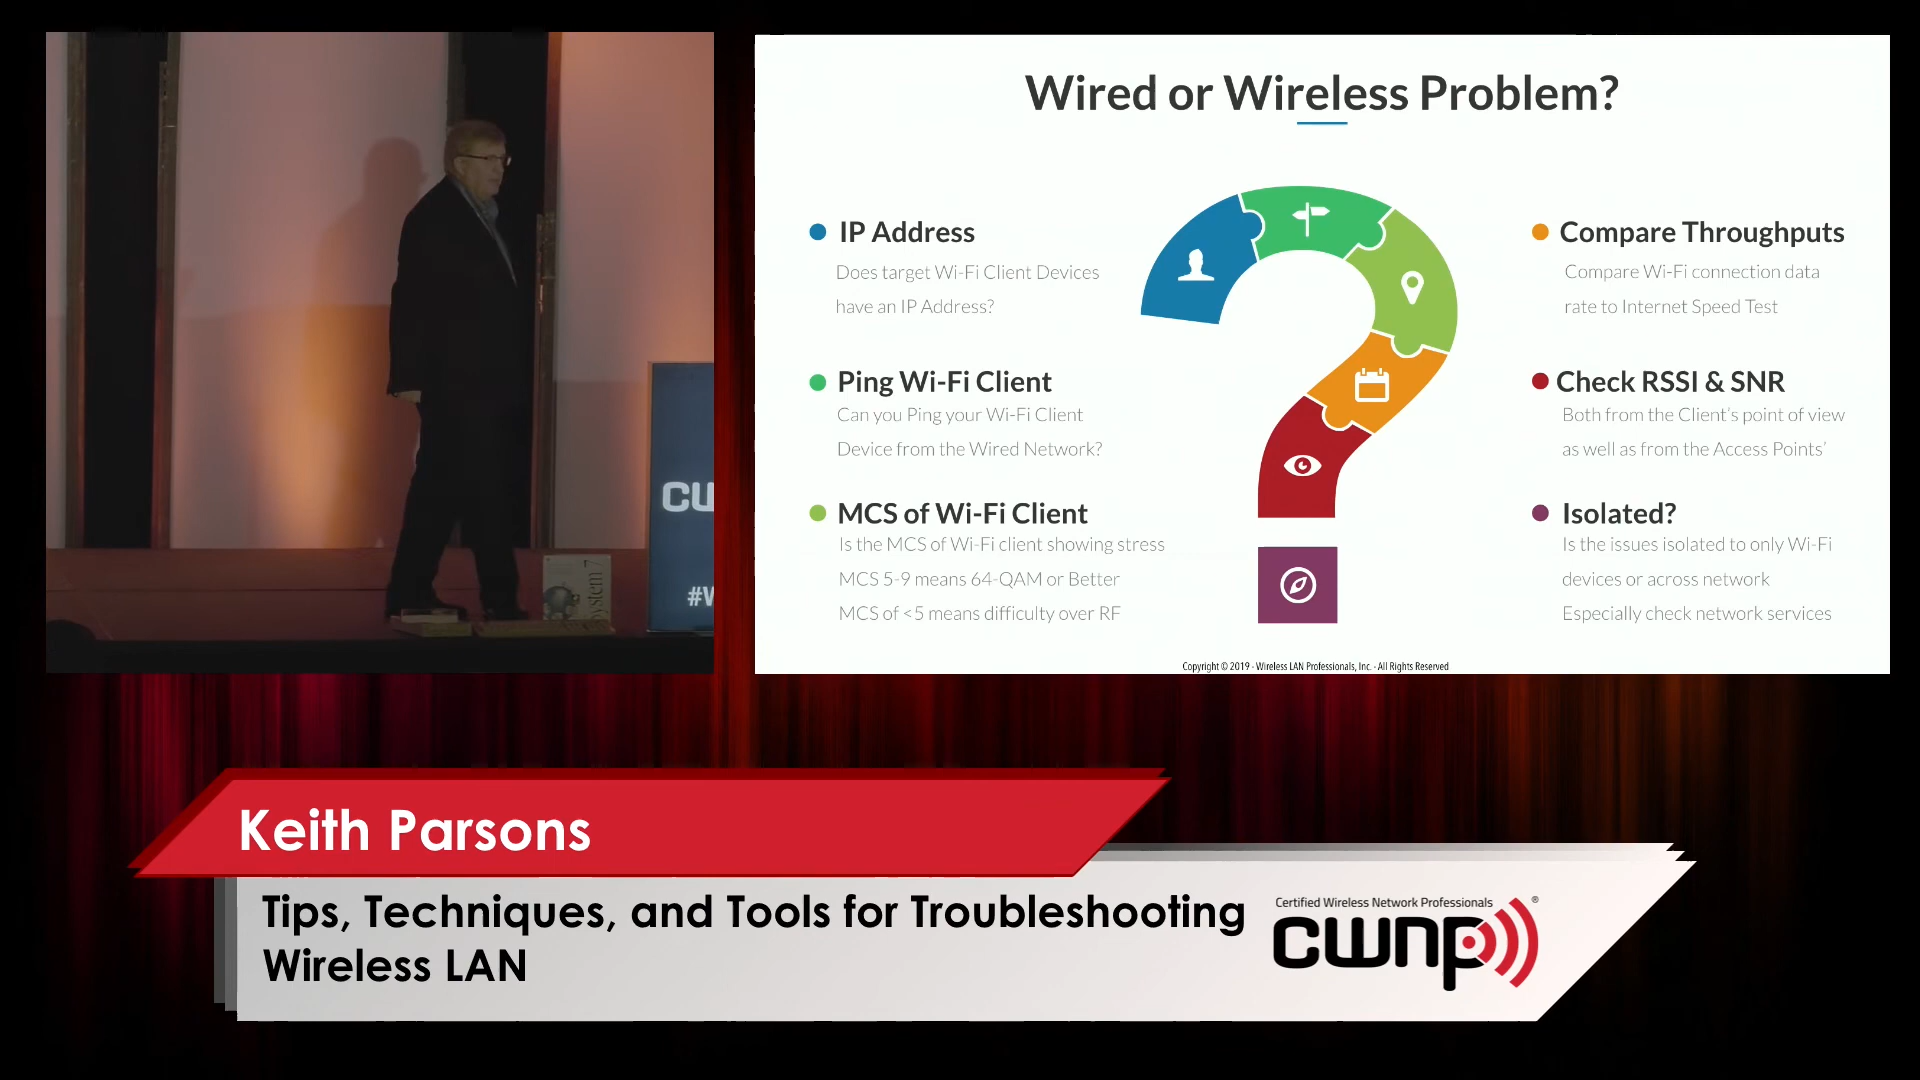 Wired or Wireless Problem?
IP Address
Does target Wi-Fi Client Devices
have an IP Address?
Ping Wi-Fi Client
Can you Ping your Wi-Fi Client
Device from the Wired Network?
MCS of Wi-Fi Client
Is the MCS of Wi-Fi client showing stress
MCS 5-9 means 64-QAM or Better
MCS of <5 means difficulty over RF
Compare Throughputs
Compare Wi-Fi connection data
rate to Internet Speed Test
Check RSSI & SNR
Both from the Client's point of view
as well as from the Access Points'
Isolated?
Is the issues isolated to only Wi-Fi
devices or across network
Especially check network services
Copyright © 2019 - Wireless LAN Professionals, Inc. - All Rights Reserved
CW
#W
System 7
Keith Parsons
Tips, Techniques, and Tools for Troubleshooting
Wireless LAN
Certified Wireless Network Professionals ®
cwnp